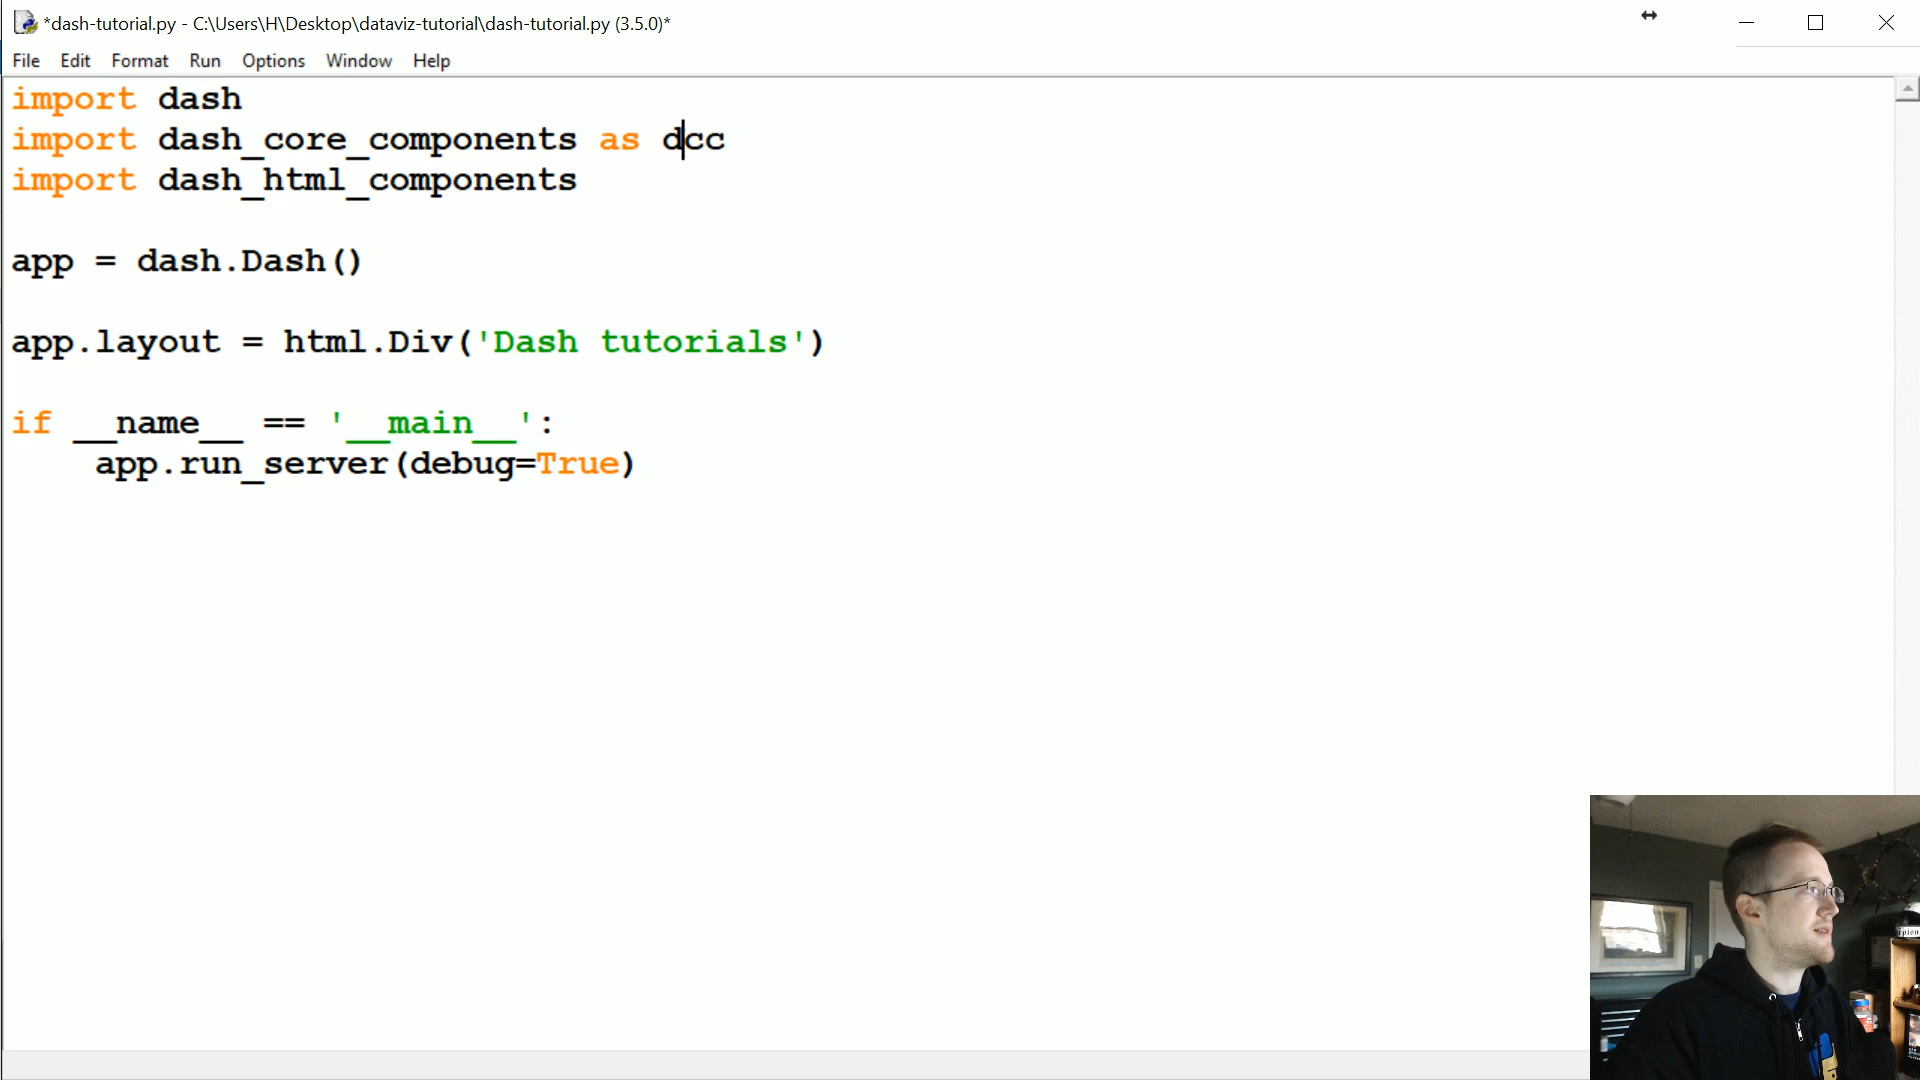 *dash-tutorial.py - C:\Users\H\Desktop\dataviz-tutorial\dash-tutorial.py (3.5.0)*
File Edit Format Run Options Window Help
import dash
import dash_core_components as dcc
import dash_html_components
app = dash.Dash()
app.layout = html.Div('Dash tutorials')
if __name__ == '__main__':
    app.run_server(debug=True)